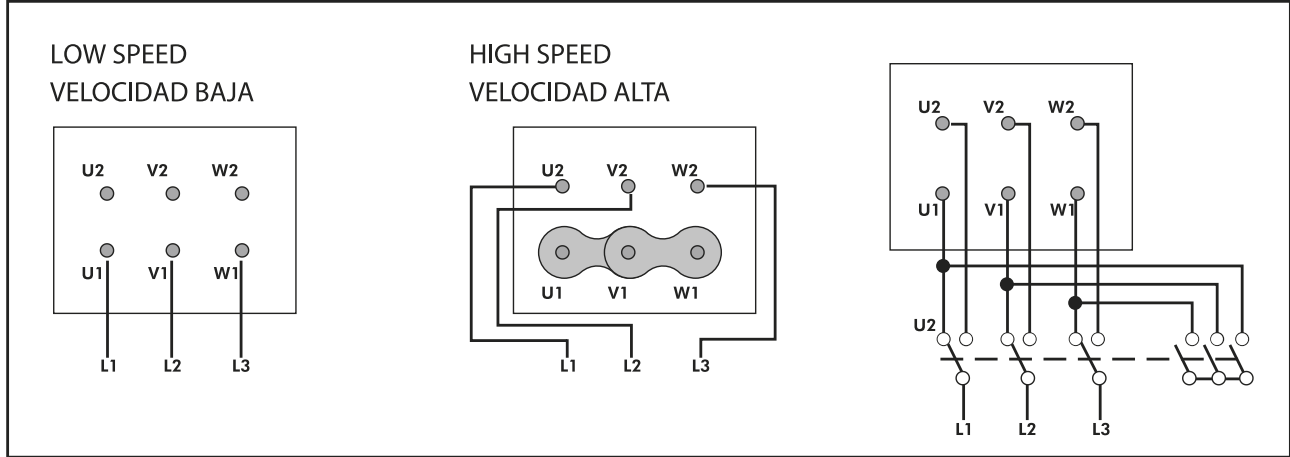 LOW SPEED
VELOCIDAD BAJA
U2 V2 W2
U1 V1 W1
L1 L2 L3
HIGH SPEED
VELOCIDAD ALTA
U2 V2 W2
U1 V1 W1
L1 L2 L3
U2 V2 W2
U1 V1 W1
U2
L1 L2 L3